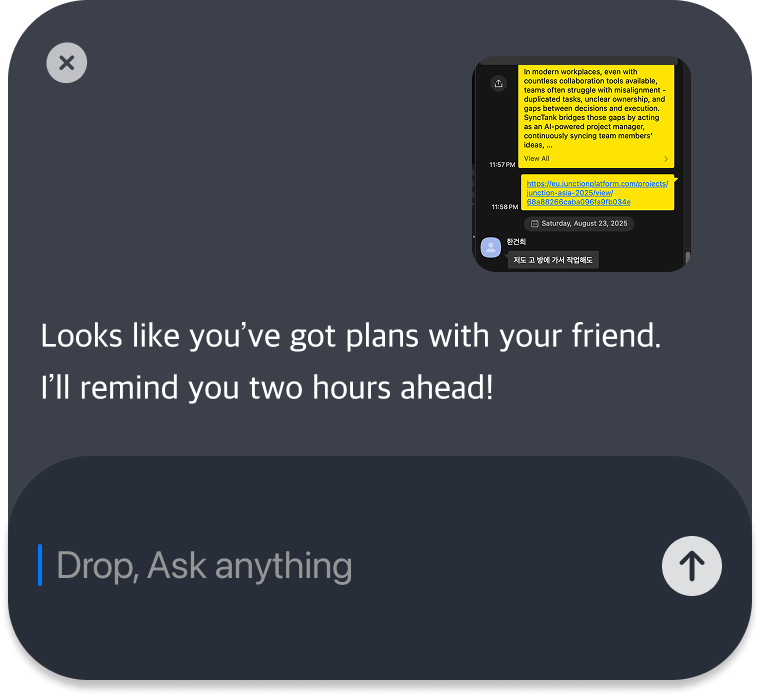 In modern workplaces, even with
countless collaboration tools available,
teams often struggle with misalignment -
duplicated tasks, unclear ownership, and
gaps between decisions and execution.
SyncTank bridges those gaps by acting
as an AI-powered project manager,
continuously syncing team members'
ideas, ...
View All
11:57 PM
https://eu.junctionplatform.com/projects/
junction-asia-2025/view/
68a88266caba096fa9fb034e
11:58 PM
Saturday, August 23, 2025
한건희
저도 고 방에 가서 작업해도
Looks like you’ve got plans with your friend.
I’ll remind you two hours ahead!
Drop, Ask anything